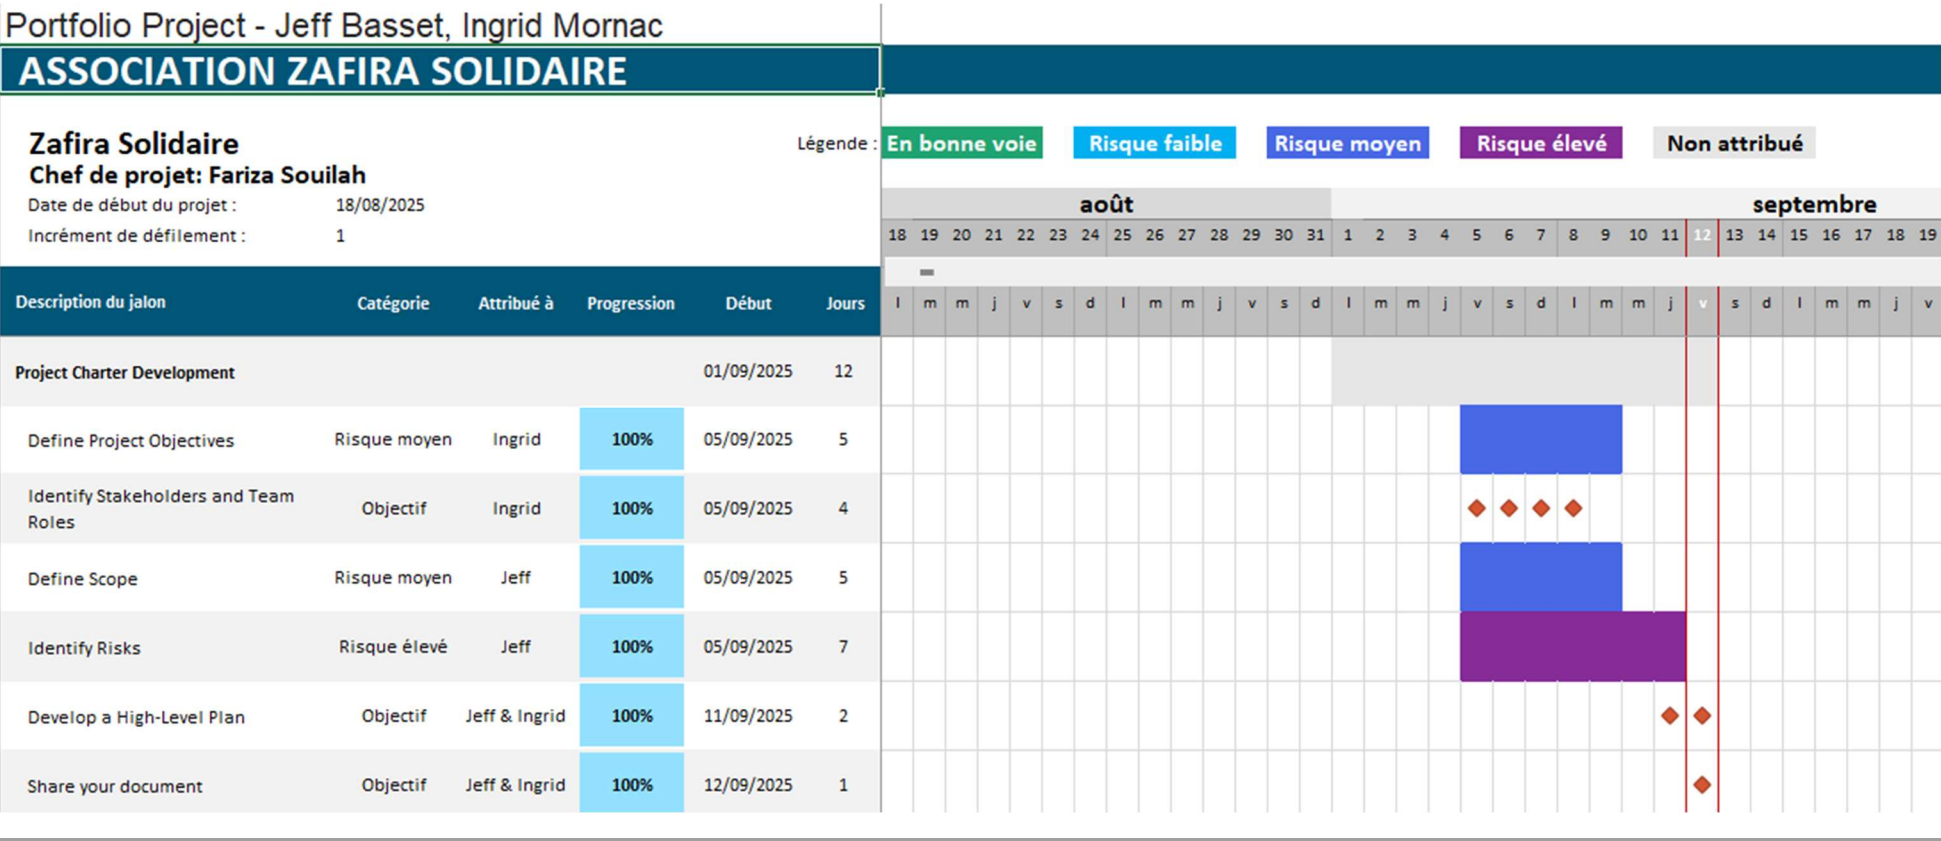 Portfolio Project - Jeff Basset, Ingrid Mornac
ASSOCIATION ZAFIRA SOLIDAIRE
Zafira Solidaire
Chef de projet: Fariza Souilah
Date de début du projet : 18/08/2025
Incrément de défilement : 1
Légende : En bonne voie Risque faible Risque moyen Risque élevé Non attribué
août septembre
18 19 20 21 22 23 24 25 26 27 28 29 30 31 1 2 3 4 5 6 7 8 9 10 11 12 13 14 15 16 17 18 19
Description du jalon Catégorie Attribué à Progression Début Jours l m m j v s d l m m j v s d l m m j v s d l m m j v s d l m m j v
Project Charter Development 01/09/2025 12
Define Project Objectives Risque moyen Ingrid 100% 05/09/2025 5
Identify Stakeholders and Team
Roles Objectif Ingrid 100% 05/09/2025 4
Define Scope Risque moyen Jeff 100% 05/09/2025 5
Identify Risks Risque élevé Jeff 100% 05/09/2025 7
Develop a High-Level Plan Objectif Jeff & Ingrid 100% 11/09/2025 2
Share your document Objectif Jeff & Ingrid 100% 12/09/2025 1